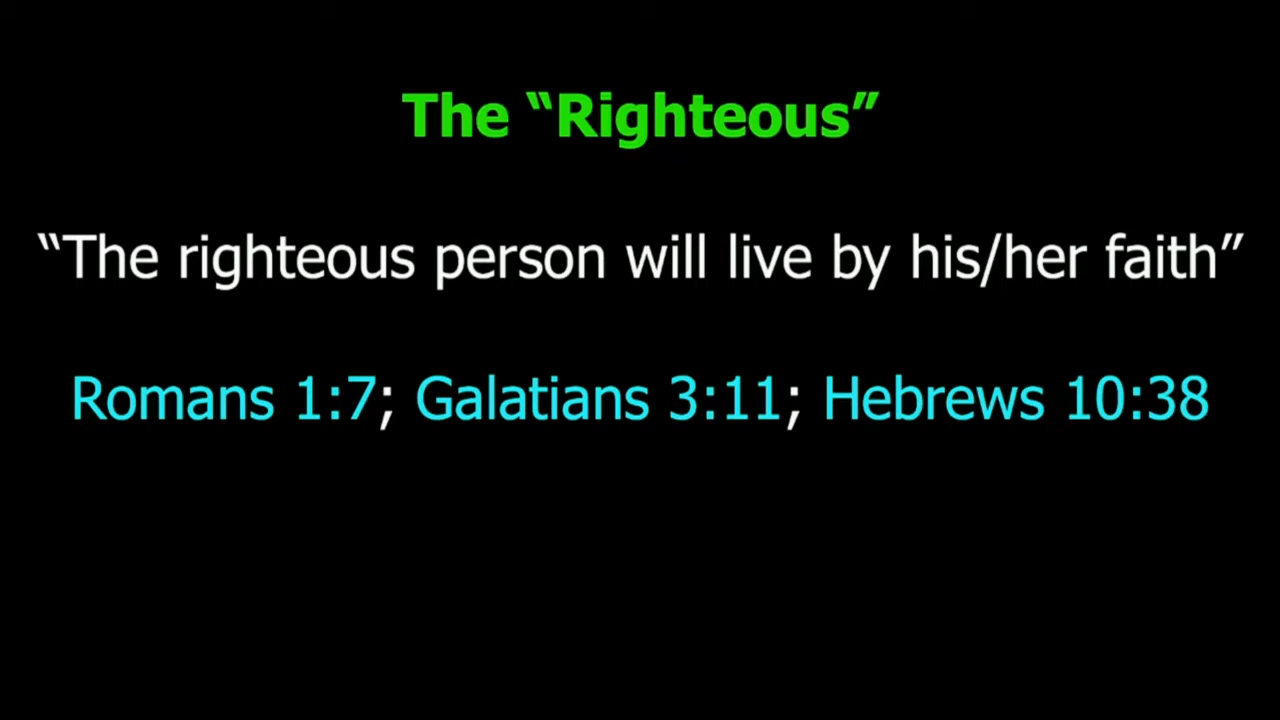 The “Righteous”
“The righteous person will live by his/her faith”
Romans 1:7; Galatians 3:11; Hebrews 10:38